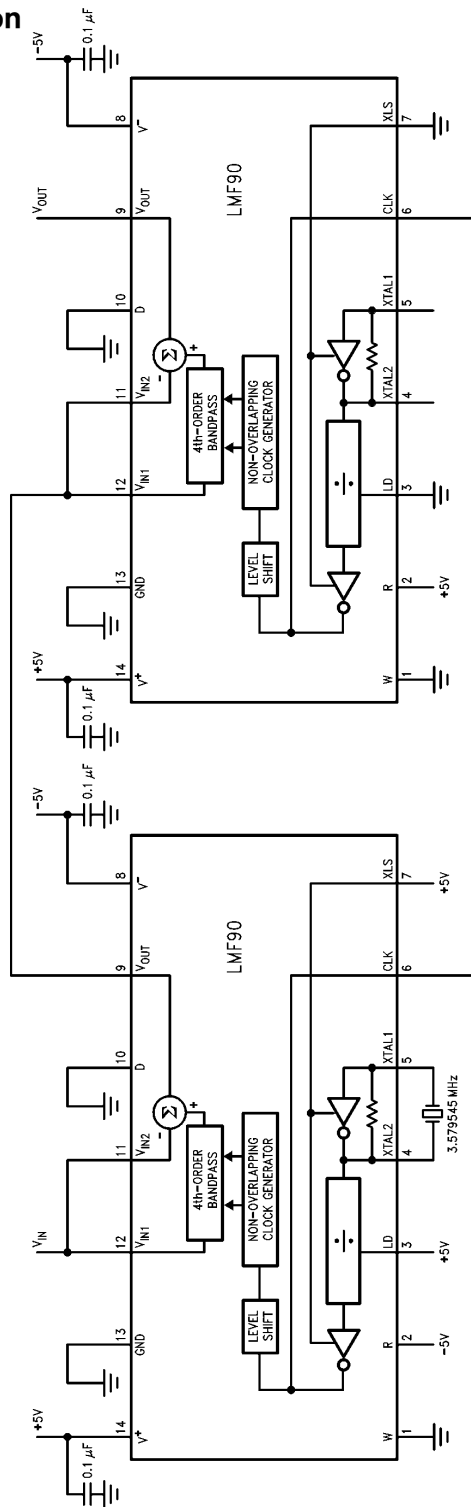 on
-5V
0.1 μF
8
V-
9
VOUT
VOUT
10
D
11
VIN2
12
VIN1
13
GND
+5V
14
V+
0.1 μF
LMF90
Σ
-
+
4th-ORDER
BANDPASS
NON-OVERLAPPING
CLOCK GENERATOR
LEVEL
SHIFT
÷
XLS
7
CLK
6
XTAL1
5
XTAL2
4
LD
3
R
2
+5V
W
1
-5V
0.1 μF
8
V-
9
VOUT
10
D
VIN
11
VIN2
12
VIN1
13
GND
+5V
14
V+
0.1 μF
LMF90
Σ
-
+
4th-ORDER
BANDPASS
NON-OVERLAPPING
CLOCK GENERATOR
LEVEL
SHIFT
÷
XLS
7
+5V
CLK
6
XTAL1
5
3.579545 MHz
XTAL2
4
LD
3
+5V
R
2
-5V
W
1